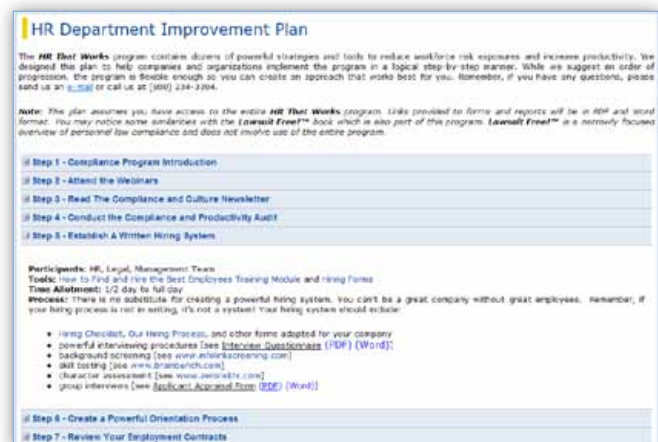 HR Department Improvement Plan
The HR That Works program contains dozens of powerful strategies and tools to reduce workforce risk exposures and increase productivity. We
designed this plan to help companies and organizations implement the program in a logical step-by-step manner. While we suggest an order of
progression, the program is flexible enough so you can create an approach that works best for you. Remember, if you have any questions, please
send us an e-mail or call us at (800) 234-3304.
Note: This plan assumes you have access to the entire HR That Works program. Links provided to forms and reports will be in PDF and word
format. You may notice some similarities with the Lawsuit Free!™ book which is also part of this program. Lawsuit Free!™ is a narrowly focused
overview of personnel law compliance and does not involve use of the entire program.
Step 1 - Compliance Program Introduction
Step 2 - Attend the Webinars
Step 3 - Read The Compliance and Culture Newsletter
Step 4 - Conduct the Compliance and Productivity Audit
Step 5 - Establish A Written Hiring System
Participants: HR, Legal, Management Team
Tools: How to Find and Hire the Best Employees Training Module and Hiring Forms
Time Allotment: 1/2 day to full day
Process: There is no substitute for creating a powerful hiring system. You can't be a great company without great employees. Remember, if
your hiring process is not in writing, it's not a system! Your hiring system should include:
Hiring Checklist, Our Hiring Process, and other forms adapted for your company
powerful interviewing procedures [see Interview Questionnaire (PDF) (Word)]
background screening [see www.infolinkscreening.com]
skill testing [see www.brainbench.com]
character assessment [see www.zerorisk.com]
group interviews [see Applicant Appraisal Form (PDF) (Word)]
Step 6 - Create a Powerful Orientation Process
Step 7 - Review Your Employment Contracts